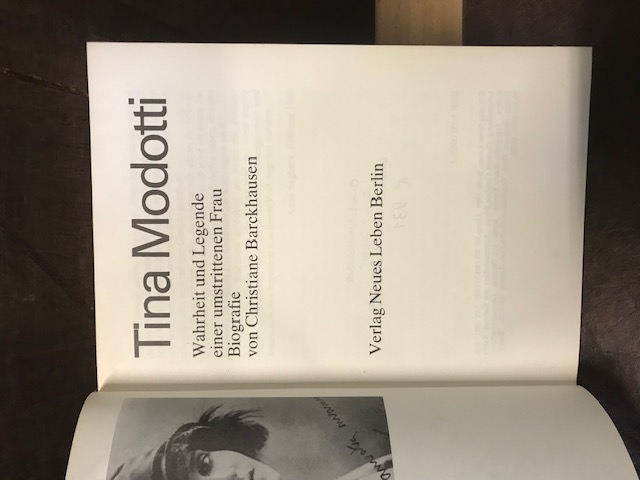 Tina Modotti
Wahrheit und Legende
einer umstrittenen Frau
Biografie
von Christiane Barckhausen
Verlag Neues Leben Berlin